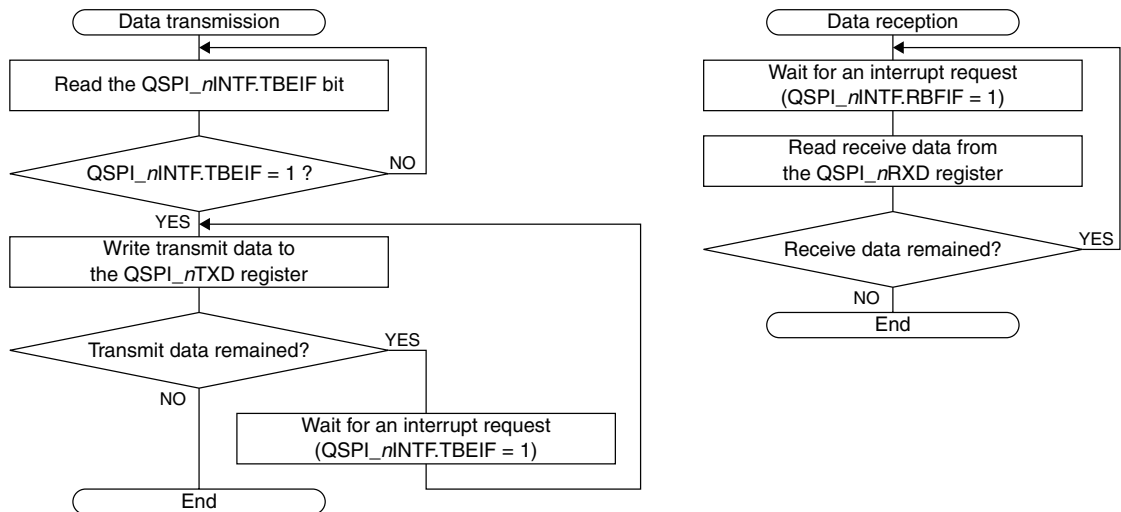 Data transmission
Read the QSPI_nINTF.TBEIF bit
QSPI_nINTF.TBEIF = 1 ?
NO
YES
Write transmit data to
the QSPI_nTXD register
Transmit data remained?
YES
NO
Wait for an interrupt request
(QSPI_nINTF.TBEIF = 1)
End
Data reception
Wait for an interrupt request
(QSPI_nINTF.RBFIF = 1)
Read receive data from
the QSPI_nRXD register
Receive data remained?
YES
NO
End